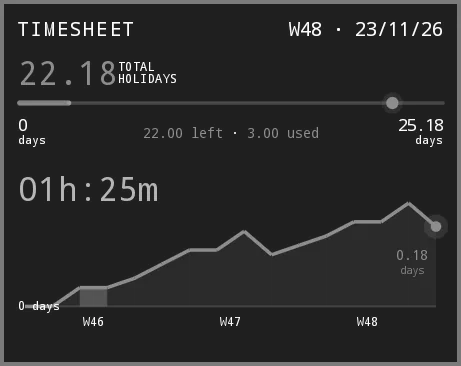 TIMESHEET
W48 · 23/11/26
22.18 TOTAL
HOLIDAYS
0
days
22.00 left · 3.00 used
25.18
days
01h:25m
0.18
days
0 days
W46
W47
W48